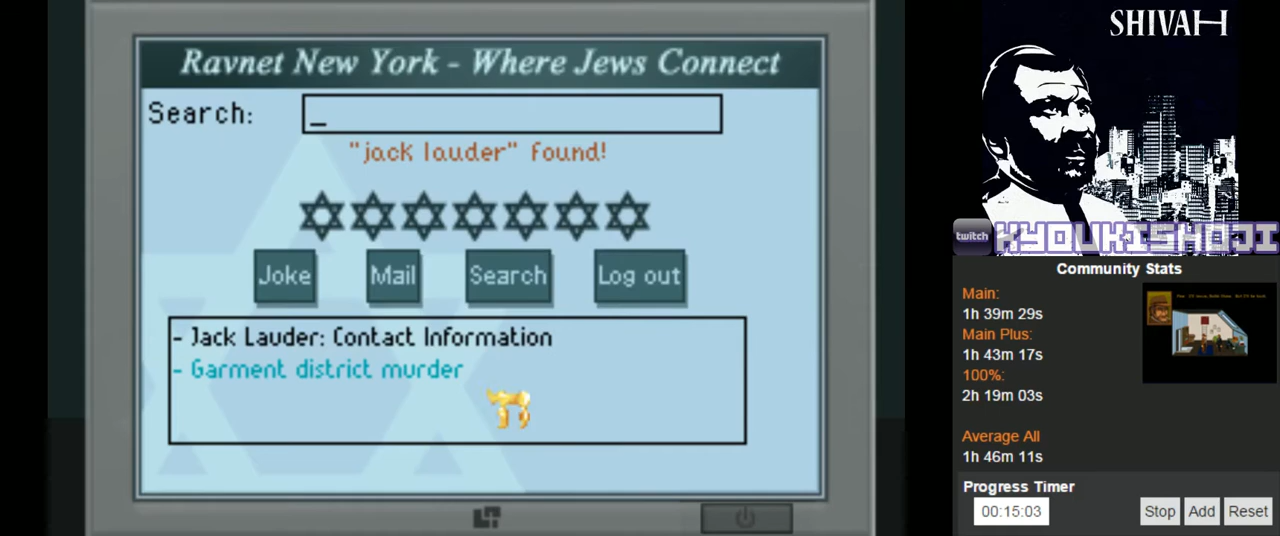 Ravnet New York - Where Jews Connect
Search: _
"jack lauder" found!
Joke Mail Search Log out
- Jack Lauder: Contact Information
- Garment district murder
חי
SHIVAH
twitch KYOUKISHOJI
Community Stats
Main:
1h 39m 29s
Main Plus:
1h 43m 17s
100%:
2h 19m 03s
Average All
1h 46m 11s
Progress Timer
00:15:03 Stop Add Reset